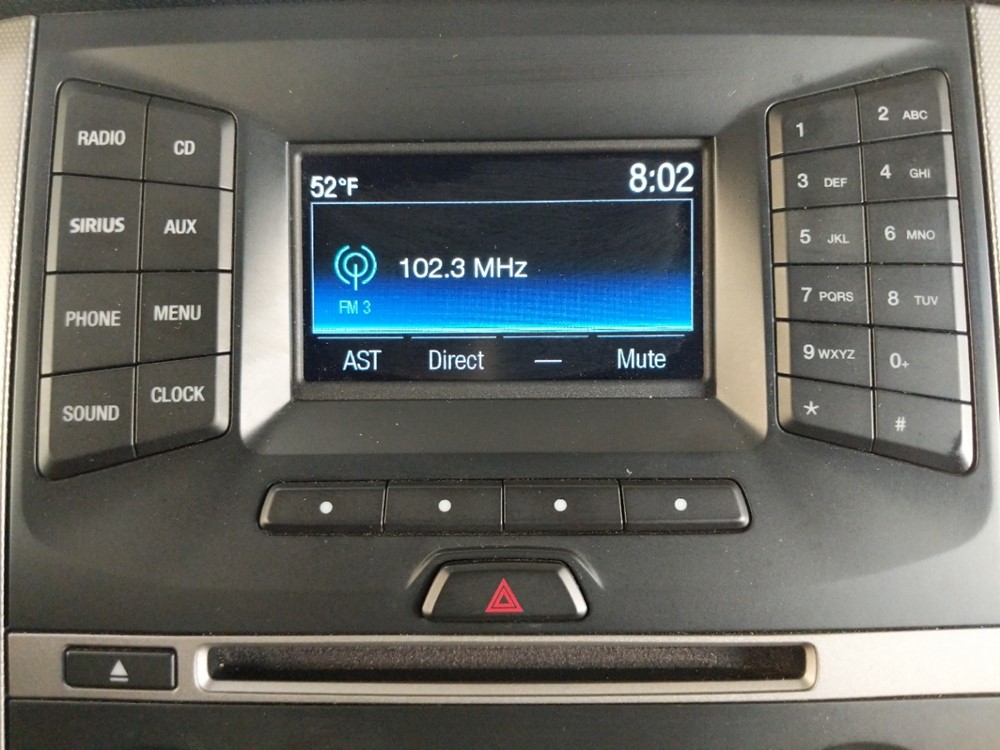 RADIO
CD
SIRIUS
AUX
PHONE
MENU
SOUND
CLOCK
52°F 8:02
102.3 MHz
FM 3
AST Direct — Mute
1
2 ABC
3 DEF
4 GHI
5 JKL
6 MNO
7 PQRS
8 TUV
9 WXYZ
0+
*
#